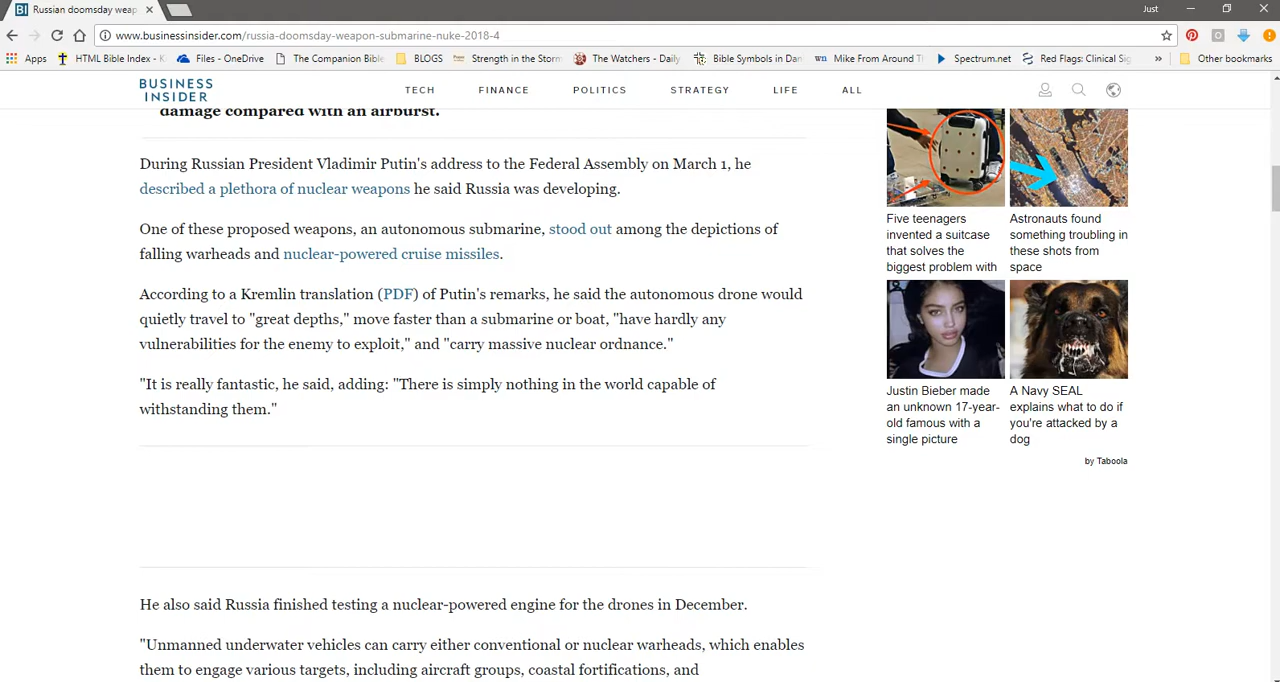 Russian doomsday weap
Just
www.businessinsider.com/russia-doomsday-weapon-submarine-nuke-2018-4
Apps HTML Bible Index - K Files - OneDrive The Companion Bible BLOGS Strength in the Storm The Watchers - Daily Bible Symbols in Dan Mike From Around T Spectrum.net Red Flags: Clinical Sig » Other bookmarks
BUSINESS
INSIDER
TECH FINANCE POLITICS STRATEGY LIFE ALL
damage compared with an airburst.
During Russian President Vladimir Putin's address to the Federal Assembly on March 1, he
described a plethora of nuclear weapons he said Russia was developing.
One of these proposed weapons, an autonomous submarine, stood out among the depictions of
falling warheads and nuclear-powered cruise missiles.
According to a Kremlin translation (PDF) of Putin's remarks, he said the autonomous drone would
quietly travel to "great depths," move faster than a submarine or boat, "have hardly any
vulnerabilities for the enemy to exploit," and "carry massive nuclear ordnance."
"It is really fantastic, he said, adding: "There is simply nothing in the world capable of
withstanding them."
He also said Russia finished testing a nuclear-powered engine for the drones in December.
"Unmanned underwater vehicles can carry either conventional or nuclear warheads, which enables
them to engage various targets, including aircraft groups, coastal fortifications, and
Five teenagers
invented a suitcase
that solves the
biggest problem with
Astronauts found
something troubling in
these shots from
space
Justin Bieber made
an unknown 17-year-
old famous with a
single picture
A Navy SEAL
explains what to do if
you're attacked by a
dog
by Taboola